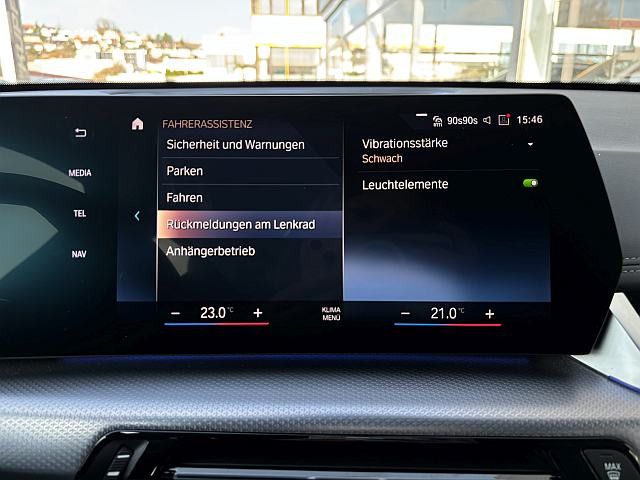 90s90s 15:46
FAHRERASSISTENZ
Sicherheit und Warnungen
Parken
Fahren
Rückmeldungen am Lenkrad
Anhängerbetrieb
Vibrationsstärke
Schwach
Leuchtelemente
MEDIA
TEL
NAV
− 23.0°C +
KLIMA
MENÜ
− 21.0°C +
MAX